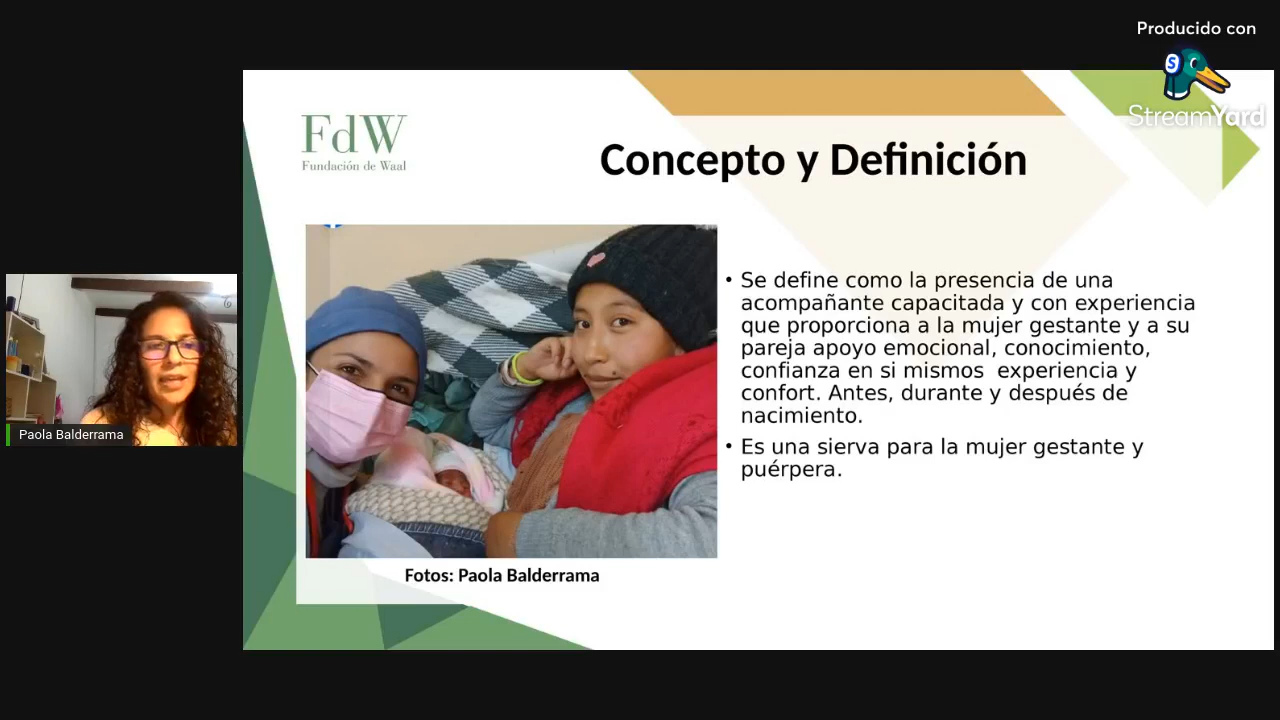 Producido con
StreamYard
FdW
Fundación de Waal
Concepto y Definición
• Se define como la presencia de una
acompañante capacitada y con experiencia
que proporciona a la mujer gestante y a su
pareja apoyo emocional, conocimiento,
confianza en si mismos  experiencia y
confort. Antes, durante y después de
nacimiento.
• Es una sierva para la mujer gestante y
puérpera.
Fotos: Paola Balderrama
Paola Balderrama